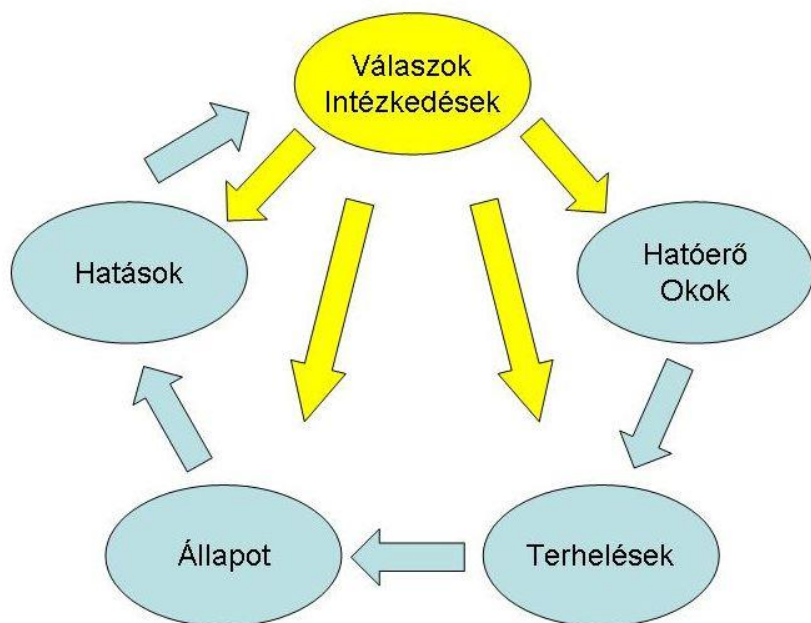 Válaszok
Intézkedések
Hatások
Hatóerő
Okok
Állapot
Terhelések